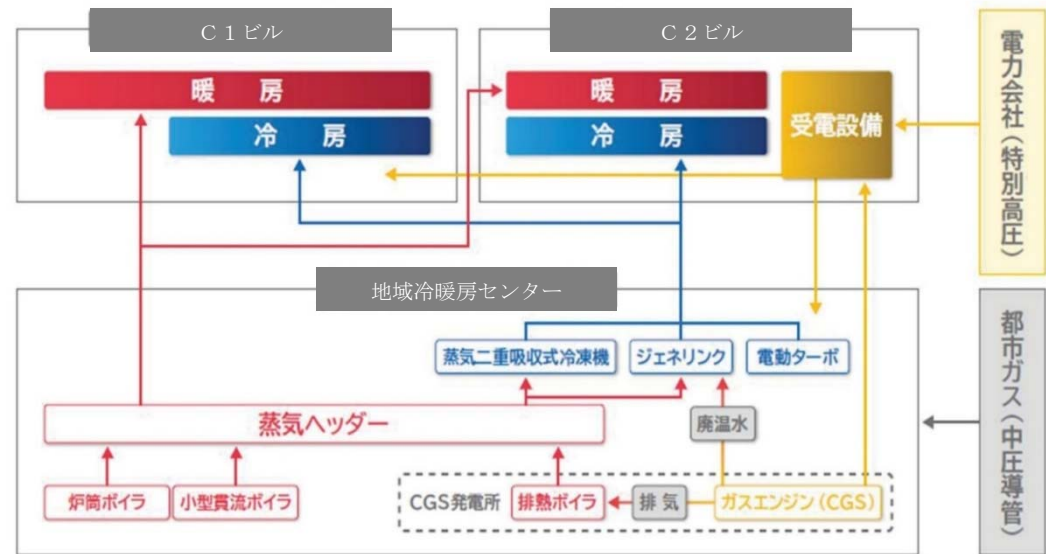 Ｃ１ビル
Ｃ２ビル
暖　房
冷　房
暖　房
冷　房
受電設備
電力会社（特別高圧）
地域冷暖房センター
蒸気二重吸収式冷凍機
ジェネリンク
電動ターボ
蒸気ヘッダー
廃温水
炉筒ボイラ
小型貫流ボイラ
CGS発電所
排熱ボイラ
排 気
ガスエンジン（CGS）
都市ガス（中圧導管）